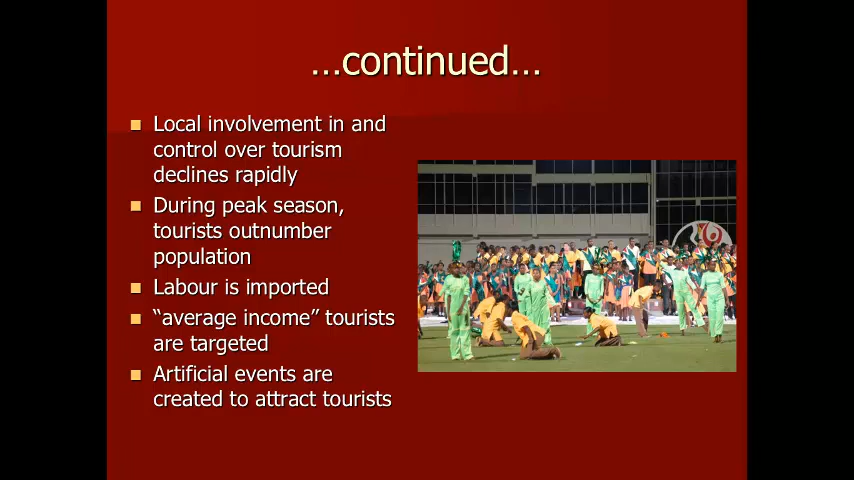 …continued…
Local involvement in and
control over tourism
declines rapidly
During peak season,
tourists outnumber
population
Labour is imported
“average income” tourists
are targeted
Artificial events are
created to attract tourists